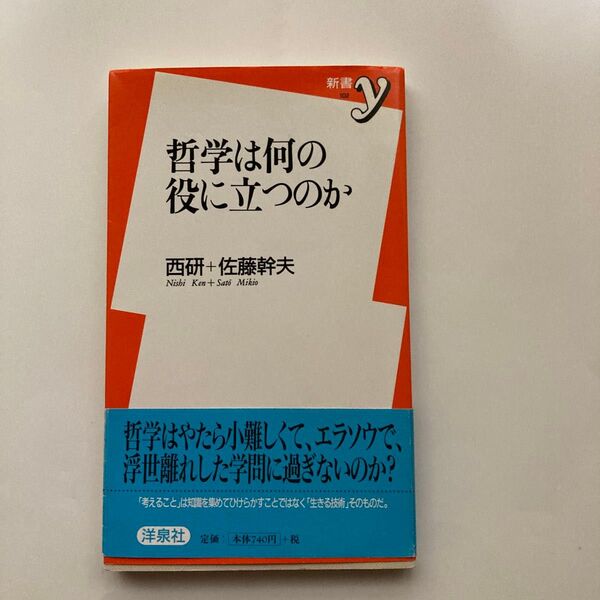 新書y
102
哲学は何の
役に立つのか
西研+佐藤幹夫
Nishi Ken+Satô Mikio
哲学はやたら小難しくて、エラソウで、
浮世離れした学問に過ぎないのか?
「考えること」は知識を集めてひけらかすことではなく「生きる技術」そのものだ。
洋泉社 定価 本体740円 +税